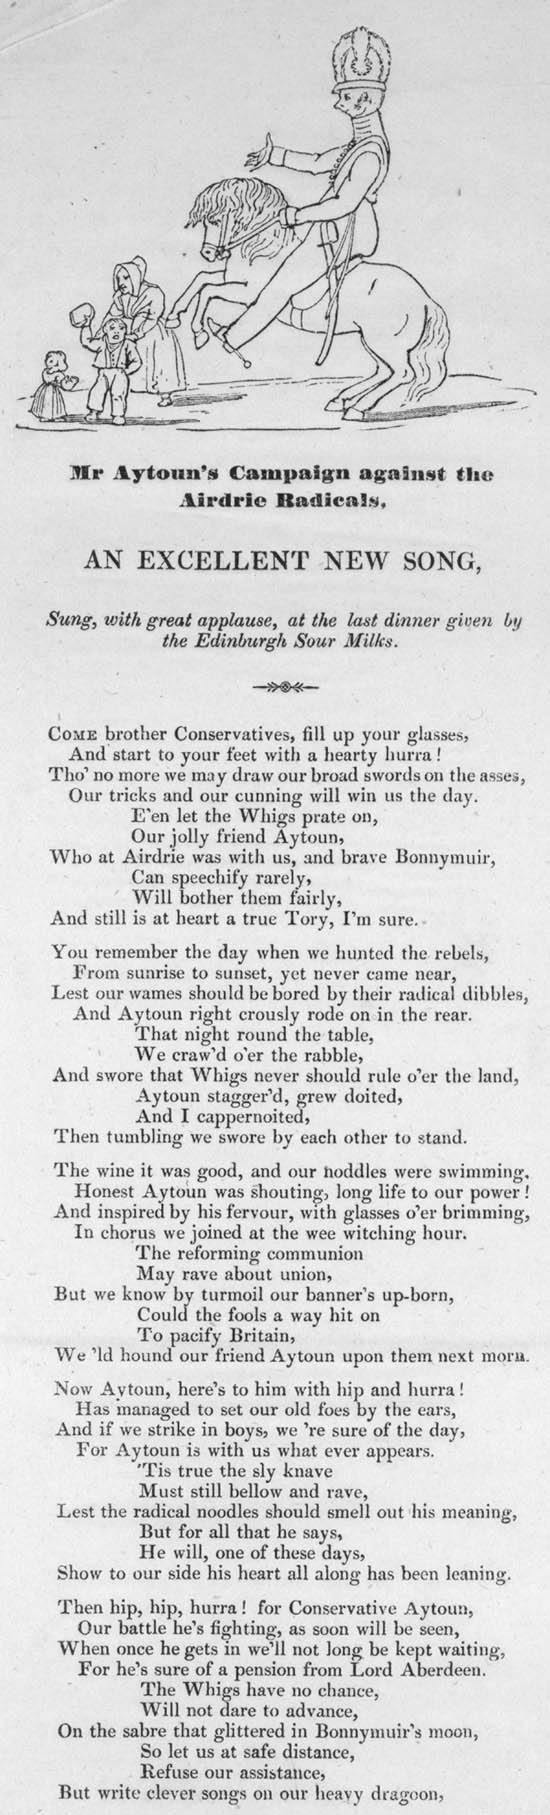 Mr Aytoun's Campaign against the
Airdrie Radicals,
AN EXCELLENT NEW SONG,
Sung, with great applause, at the last dinner given by
the Edinburgh Sour Milks.
COME brother Conservatives, fill up your glasses,
And start to your feet with a hearty hurra!
Tho' no more we may draw our broad swords on the asses,
Our tricks and our cunning will win us the day.
E'en let the Whigs prate on,
Our jolly friend Aytoun,
Who at Airdrie was with us, and brave Bonnymuir,
Can speechify rarely,
Will bother them fairly,
And still is at heart a true Tory, I'm sure.
You remember the day when we hunted the rebels,
From sunrise to sunset, yet never came near,
Lest our wames should be bored by their radical dibbles,
And Aytoun right crously rode on in the rear.
That night round the table,
We craw'd o'er the rabble,
And swore that Whigs never should rule o'er the land,
Aytoun stagger'd, grew doited,
And I cappernoited,
Then tumbling we swore by each other to stand.
The wine it was good, and our noddles were swimming,
Honest Aytoun was shouting, long life to our power!
And inspired by his fervour, with glasses o'er brimming,
In chorus we joined at the wee witching hour.
The reforming communion
May rave about union,
But we know by turmoil our banner's up-born,
Could the fools a way hit on
To pacify Britain,
We 'ld hound our friend Aytoun upon them next morn.
Now Aytoun, here's to him with hip and hurra!
Has managed to set our old foes by the ears,
And if we strike in boys, we 're sure of the day,
For Aytoun is with us what ever appears.
'Tis true the sly knave
Must still bellow and rave,
Lest the radical noodles should smell out his meaning,
But for all that he says,
He will, one of these days,
Show to our side his heart all along has been leaning.
Then hip, hip, hurra! for Conservative Aytoun,
Our battle he's fighting, as soon will be seen,
When once he gets in we'll not long be kept waiting,
For he's sure of a pension from Lord Aberdeen.
The Whigs have no chance,
Will not dare to advance,
On the sabre that glittered in Bonnymuir's moon,
So let us at safe distance,
Refuse our assistance,
But write clever songs on our heavy dragoon,